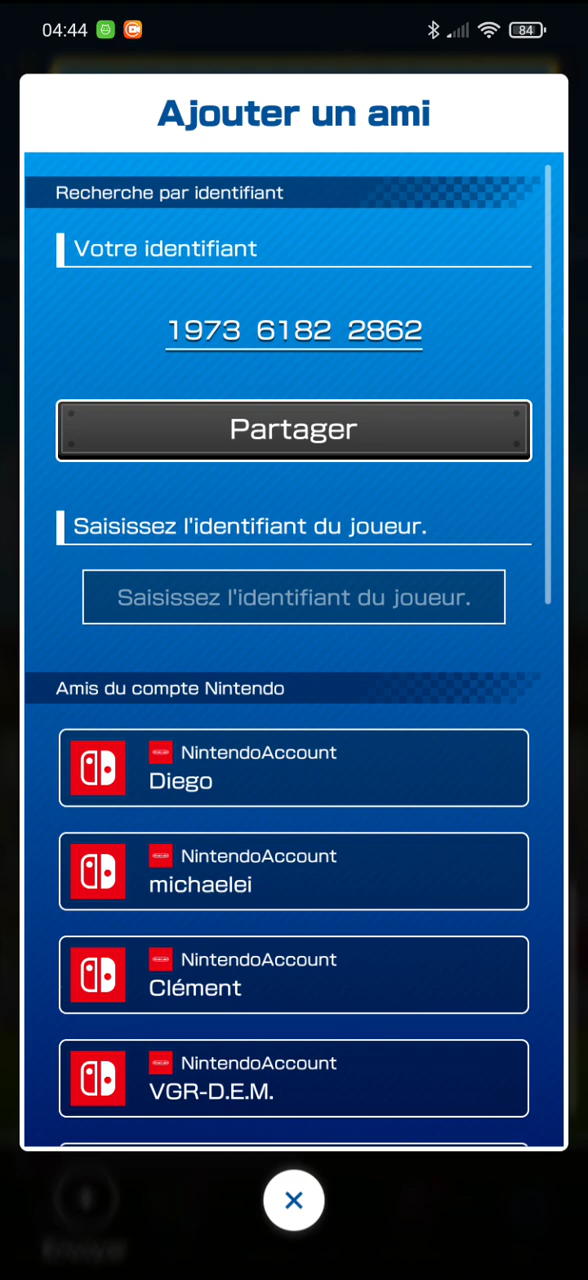 04:44
84
Ajouter un ami
Recherche par identifiant
Votre identifiant
1973 6182 2862
Partager
Saisissez l'identifiant du joueur.
Saisissez l'identifiant du joueur.
Amis du compte Nintendo
NintendoAccount
Diego
NintendoAccount
michaelei
NintendoAccount
Clément
NintendoAccount
VGR-D.E.M.